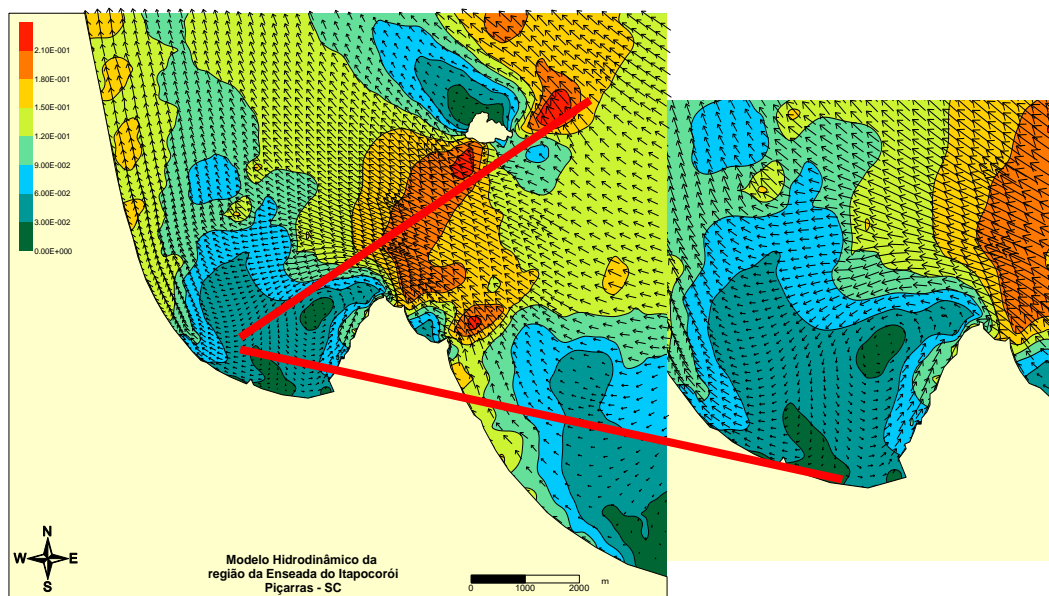 2.10E-001
1.80E-001
1.50E-001
1.20E-001
9.00E-002
6.00E-002
3.00E-002
0.00E+000
N
W E
S
Modelo Hidrodinâmico da
região da Enseada do Itapocorói
Piçarras - SC
0 1000 2000 m